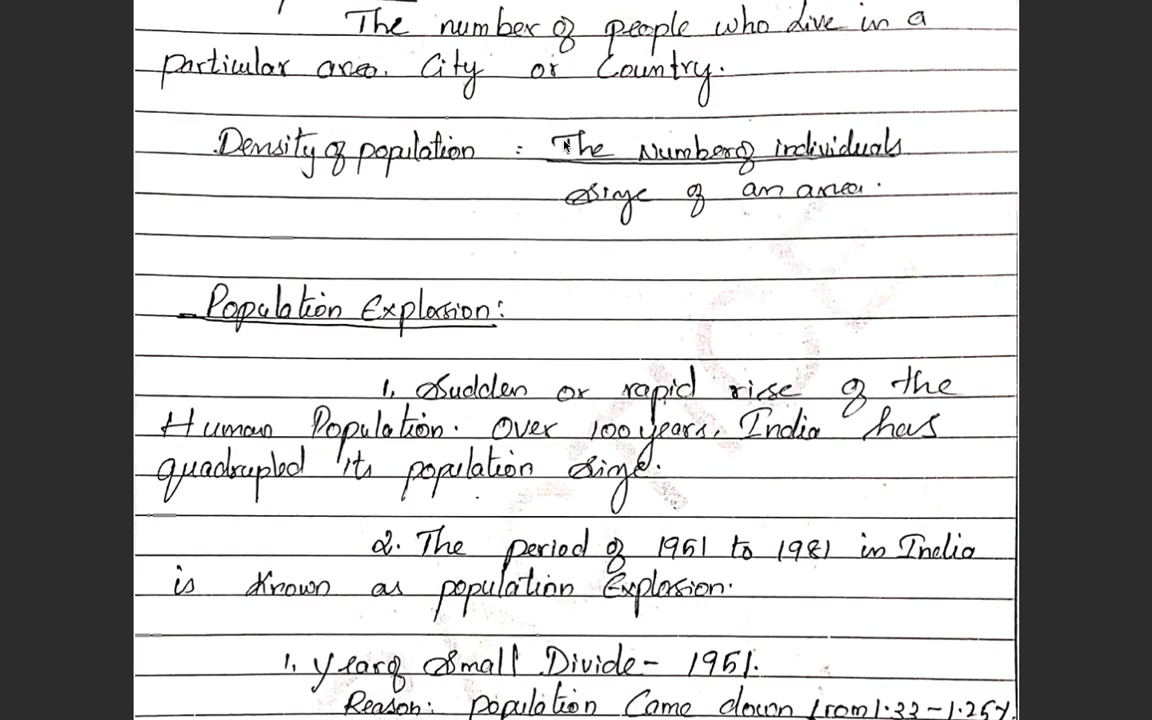 The number of people who live in a
particular area. City or Country.
Density of population : The Number of individuals
size of an area.
Population Explosion:
1. Sudden or rapid rise of the
Human Population. Over 100 years, India has
quadrupled its population size.
2. The period of 1951 to 1981 in India
is known as population Explosion.
1. year of Small Divide - 1951.
Reason: population Came down from 1.33 - 1.25%